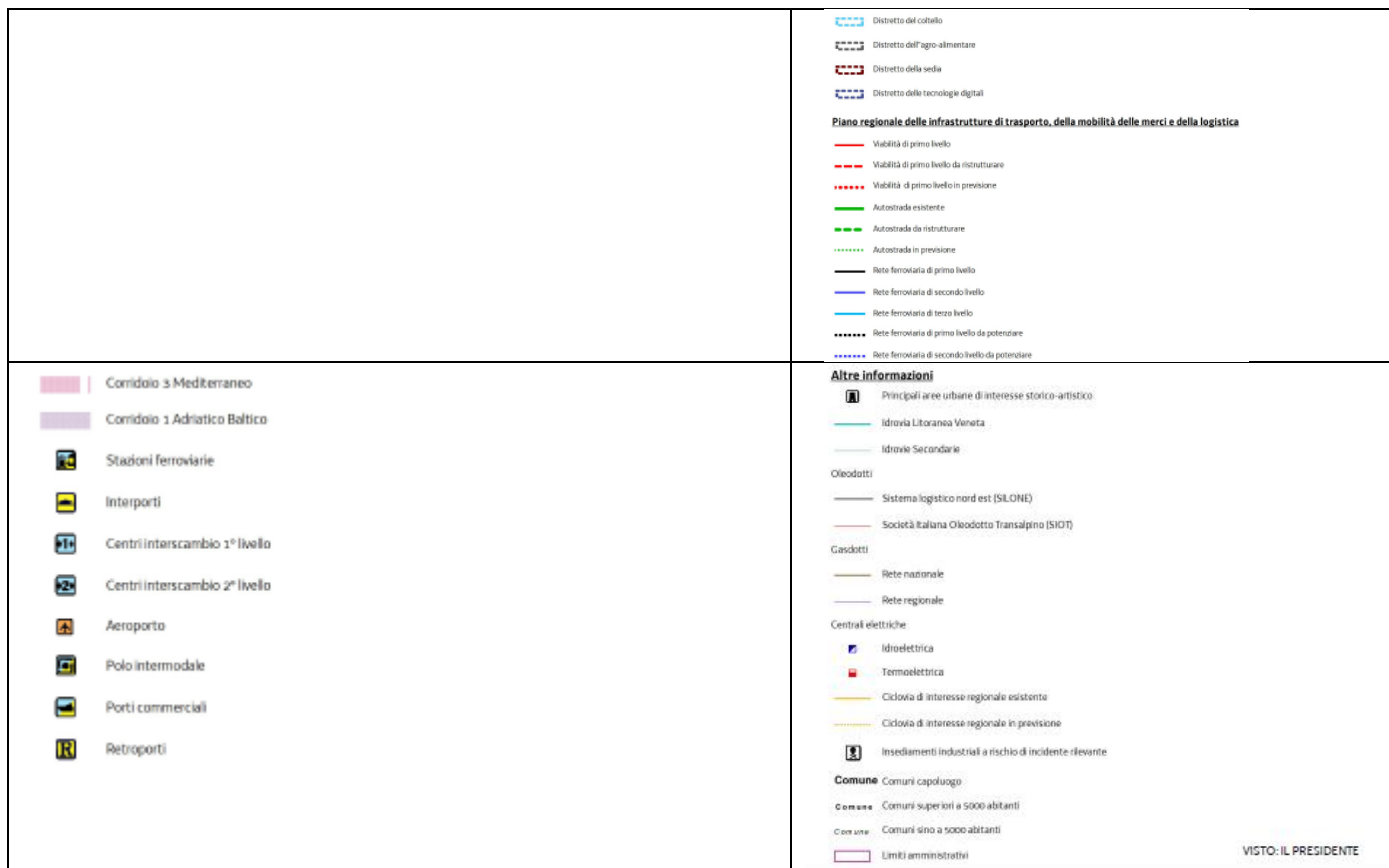 Distretto del coltello
Distretto dell'agro-alimentare
Distretto della sedia
Distretto delle tecnologie digitali
Piano regionale delle infrastrutture di trasporto, della mobilità delle merci e della logistica
Viabilità di primo livello
Viabilità di primo livello da ristrutturare
Viabilità di primo livello in previsione
Autostrada esistente
Autostrada da ristrutturare
Autostrada in previsione
Rete ferroviaria di primo livello
Rete ferroviaria di secondo livello
Rete ferroviaria di terzo livello
Rete ferroviaria di primo livello da potenziare
Rete ferroviaria di secondo livello da potenziare
Corridoio 3 Mediterraneo
Corridoio 1 Adriatico Baltico
Stazioni ferroviarie
Interporti
1 Centri interscambio 1° livello
2 Centri interscambio 2° livello
Aeroporto
Polo intermodale
Porti commerciali
R Retroporti
Altre informazioni
Principali aree urbane di interesse storico-artistico
Idrovia Litoranea Veneta
Idrovie Secondarie
Oleodotti
Sistema logistico nord est (SILONE)
Società Italiana Oleodotto Transalpino (SIOT)
Gasdotti
Rete nazionale
Rete regionale
Centrali elettriche
Idroelettrica
Termoelettrica
Ciclovia di interesse regionale esistente
Ciclovia di interesse regionale in previsione
Insediamenti industriali a rischio di incidente rilevante
Comune Comuni capoluogo
Comune Comuni superiori a 5000 abitanti
Comune Comuni sino a 5000 abitanti
Limiti amministrativi
VISTO: IL PRESIDENTE